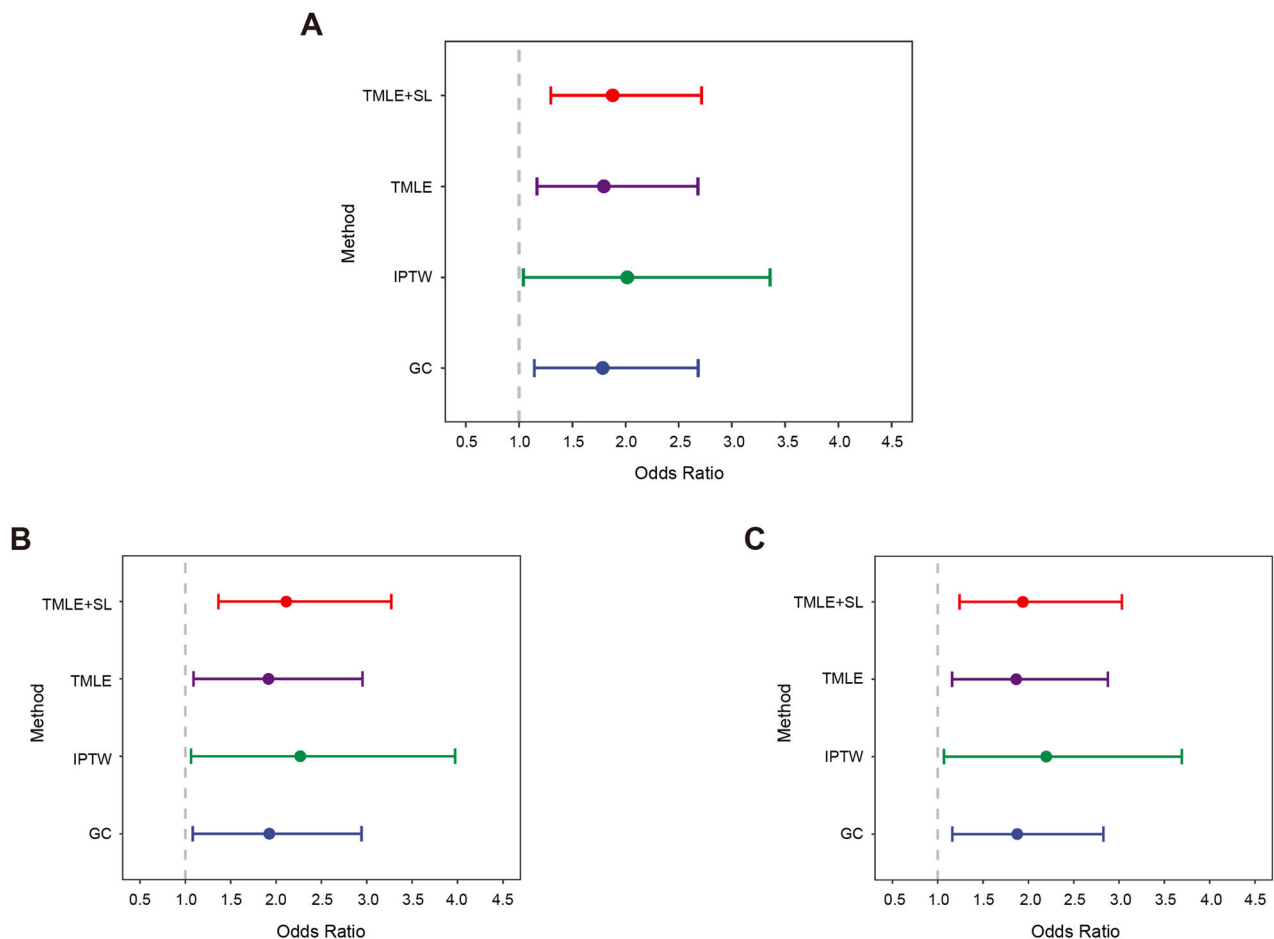 A
Method
TMLE+SL
TMLE
IPTW
GC
0.5 1.0 1.5 2.0 2.5 3.0 3.5 4.0 4.5
Odds Ratio
B
Method
TMLE+SL
TMLE
IPTW
GC
0.5 1.0 1.5 2.0 2.5 3.0 3.5 4.0 4.5
Odds Ratio
C
Method
TMLE+SL
TMLE
IPTW
GC
0.5 1.0 1.5 2.0 2.5 3.0 3.5 4.0 4.5
Odds Ratio